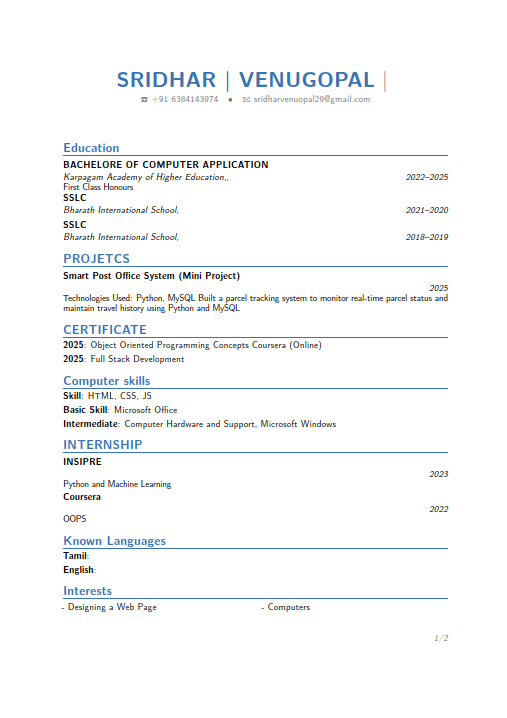 SRIDHAR | VENUGOPAL |
☎ +91 6384143974 ● ✉ sridharvenuopal29@gmail.com
Education
BACHELORE OF COMPUTER APPLICATION
Karpagam Academy of Higher Education,, 2022–2025
First Class Honours
SSLC
Bharath International School, 2021–2020
SSLC
Bharath International School, 2018–2019
PROJETCS
Smart Post Office System (Mini Project)
2025
Technologies Used: Python, MySQL Built a parcel tracking system to monitor real-time parcel status and
maintain travel history using Python and MySQL
CERTIFICATE
2025: Object Oriented Programming Concepts Coursera (Online)
2025: Full Stack Development
Computer skills
Skill: HTML, CSS, JS
Basic Skill: Microsoft Office
Intermediate: Computer Hardware and Support, Microsoft Windows
INTERNSHIP
INSIPRE
2023
Python and Machine Learning
Coursera
2022
OOPS
Known Languages
Tamil:
English:
Interests
- Designing a Web Page - Computers
1/2